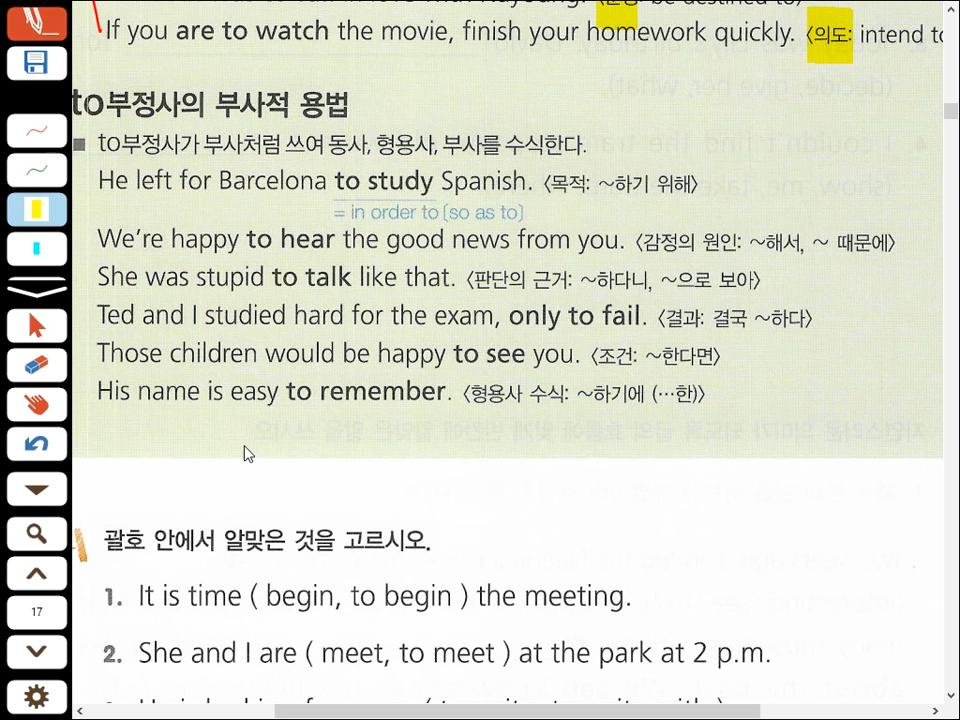 If you are to watch the movie, finish your homework quickly. 〈의도: intend to
to부정사의 부사적 용법
■ to부정사가 부사처럼 쓰여 동사, 형용사, 부사를 수식한다.
He left for Barcelona to study Spanish. 〈목적: ~하기 위해〉
= in order to (so as to)
We're happy to hear the good news from you. 〈감정의 원인: ~해서, ~ 때문에〉
She was stupid to talk like that. 〈판단의 근거: ~하다니, ~으로 보아〉
Ted and I studied hard for the exam, only to fail. 〈결과: 결국 ~하다〉
Those children would be happy to see you. 〈조건: ~한다면〉
His name is easy to remember. 〈형용사 수식: ~하기에 (…한)〉
괄호 안에서 알맞은 것을 고르시오.
1. It is time ( begin, to begin ) the meeting.
2. She and I are ( meet, to meet ) at the park at 2 p.m.
17